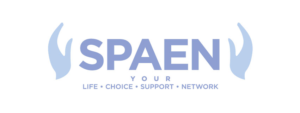 SPAEN
YOUR
LIFE • CHOICE • SUPPORT • NETWORK